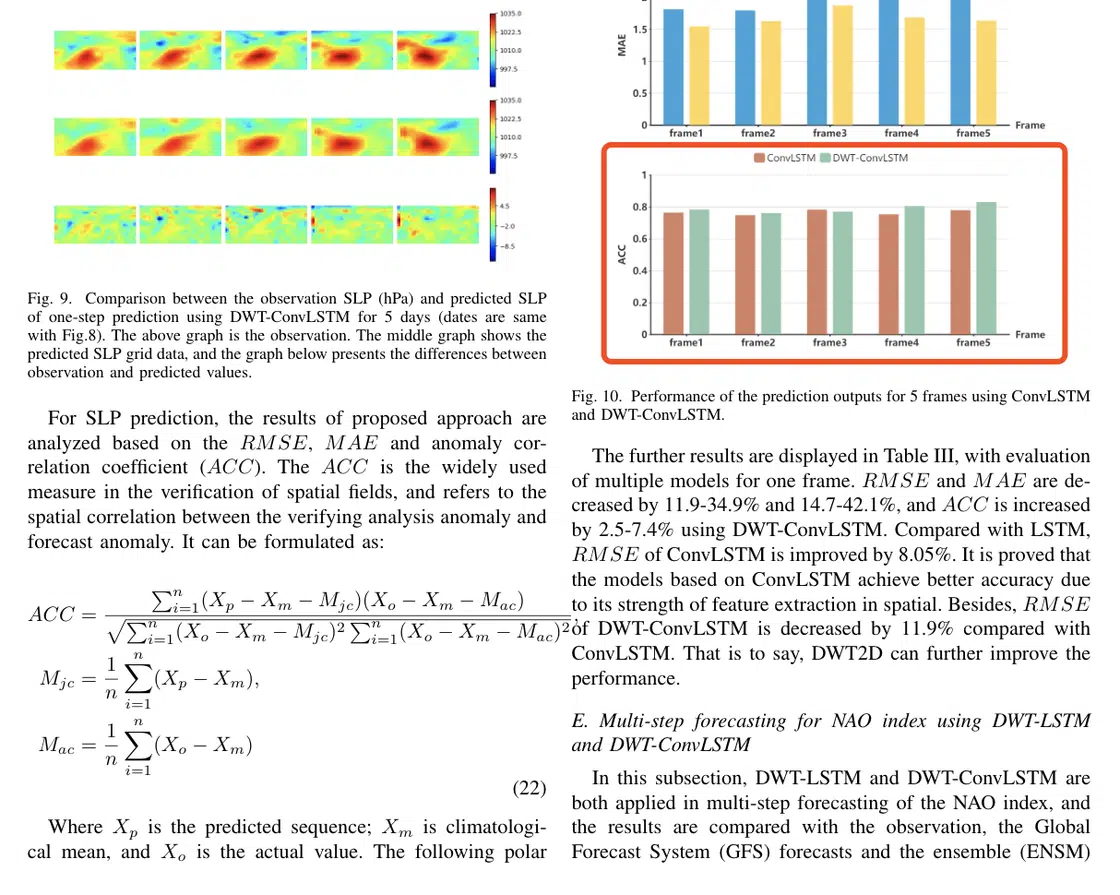 1035.0
1022.5
1010.0
997.5
1035.0
1022.5
1010.0
997.5
4.5
−2.0
−8.5
Fig. 9. Comparison between the observation SLP (hPa) and predicted SLP
of one-step prediction using DWT-ConvLSTM for 5 days (dates are same
with Fig.8). The above graph is the observation. The middle graph shows the
predicted SLP grid data, and the graph below presents the differences between
observation and predicted values.
For SLP prediction, the results of proposed approach are
analyzed based on the RMSE, MAE and anomaly cor-
relation coefficient (ACC). The ACC is the widely used
measure in the verification of spatial fields, and refers to the
spatial correlation between the verifying analysis anomaly and
forecast anomaly. It can be formulated as:
ACC = \frac{\sum_{i=1}^{n}(X_p − X_m − M_{jc})(X_o − X_m − M_{ac})}{\sqrt{\sum_{i=1}^{n}(X_o − X_m − M_{jc})^2 \sum_{i=1}^{n}(X_o − X_m − M_{ac})^2}},
M_{jc} = \frac{1}{n}\sum_{i=1}^{n}(X_p − X_m),
M_{ac} = \frac{1}{n}\sum_{i=1}^{n}(X_o − X_m)
(22)
Where X_p is the predicted sequence; X_m is climatologi-
cal mean, and X_o is the actual value. The following polar
MAE
1.5
1
0.5
0
frame1 frame2 frame3 frame4 frame5 Frame
ConvLSTM DWT-ConvLSTM
ACC
1
0.8
0.6
0.4
0.2
0
frame1 frame2 frame3 frame4 frame5 Frame
Fig. 10. Performance of the prediction outputs for 5 frames using ConvLSTM
and DWT-ConvLSTM.
The further results are displayed in Table III, with evaluation
of multiple models for one frame. RMSE and MAE are de-
creased by 11.9-34.9% and 14.7-42.1%, and ACC is increased
by 2.5-7.4% using DWT-ConvLSTM. Compared with LSTM,
RMSE of ConvLSTM is improved by 8.05%. It is proved that
the models based on ConvLSTM achieve better accuracy due
to its strength of feature extraction in spatial. Besides, RMSE
of DWT-ConvLSTM is decreased by 11.9% compared with
ConvLSTM. That is to say, DWT2D can further improve the
performance.
E. Multi-step forecasting for NAO index using DWT-LSTM
and DWT-ConvLSTM
In this subsection, DWT-LSTM and DWT-ConvLSTM are
both applied in multi-step forecasting of the NAO index, and
the results are compared with the observation, the Global
Forecast System (GFS) forecasts and the ensemble (ENSM)